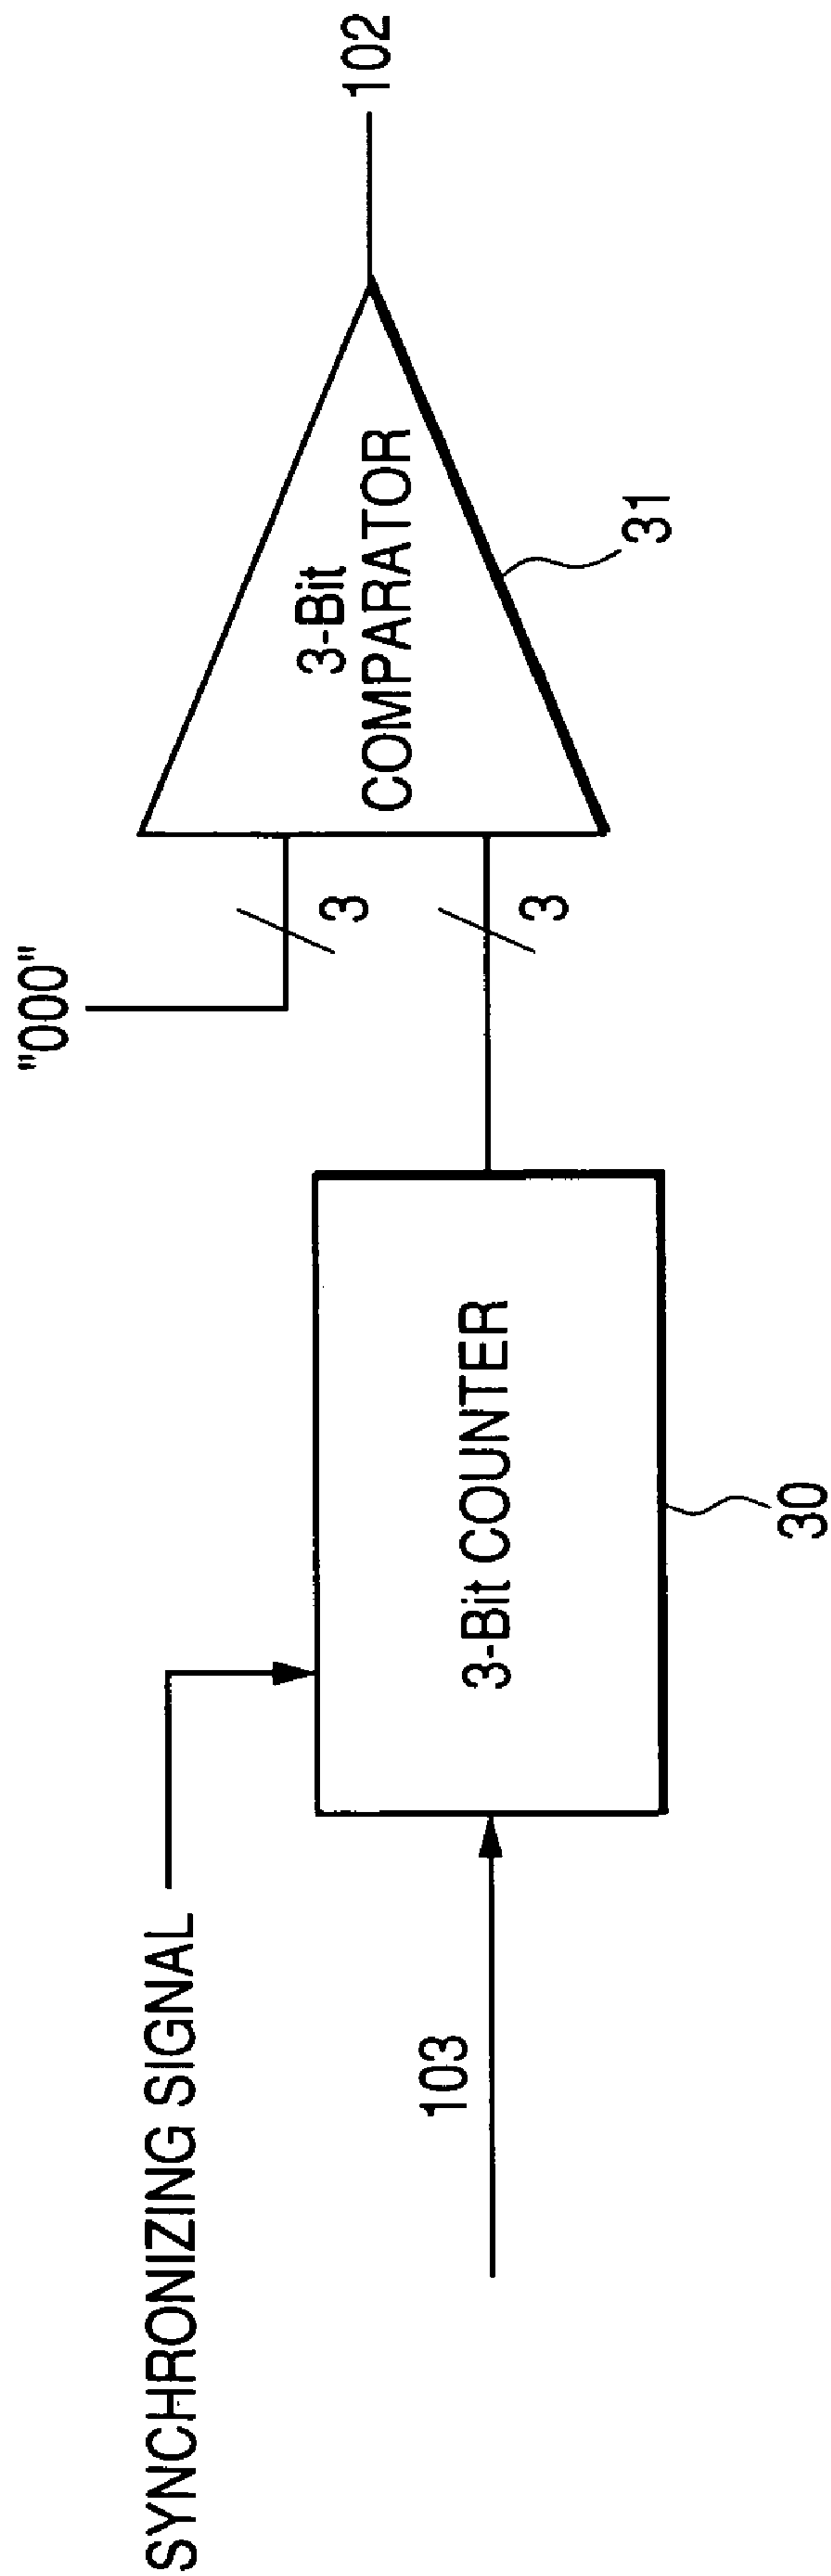 SYNCHRONIZING SIGNAL
"000"
103
3-Bit COUNTER
30
3
3
3-Bit
COMPARATOR
31
102